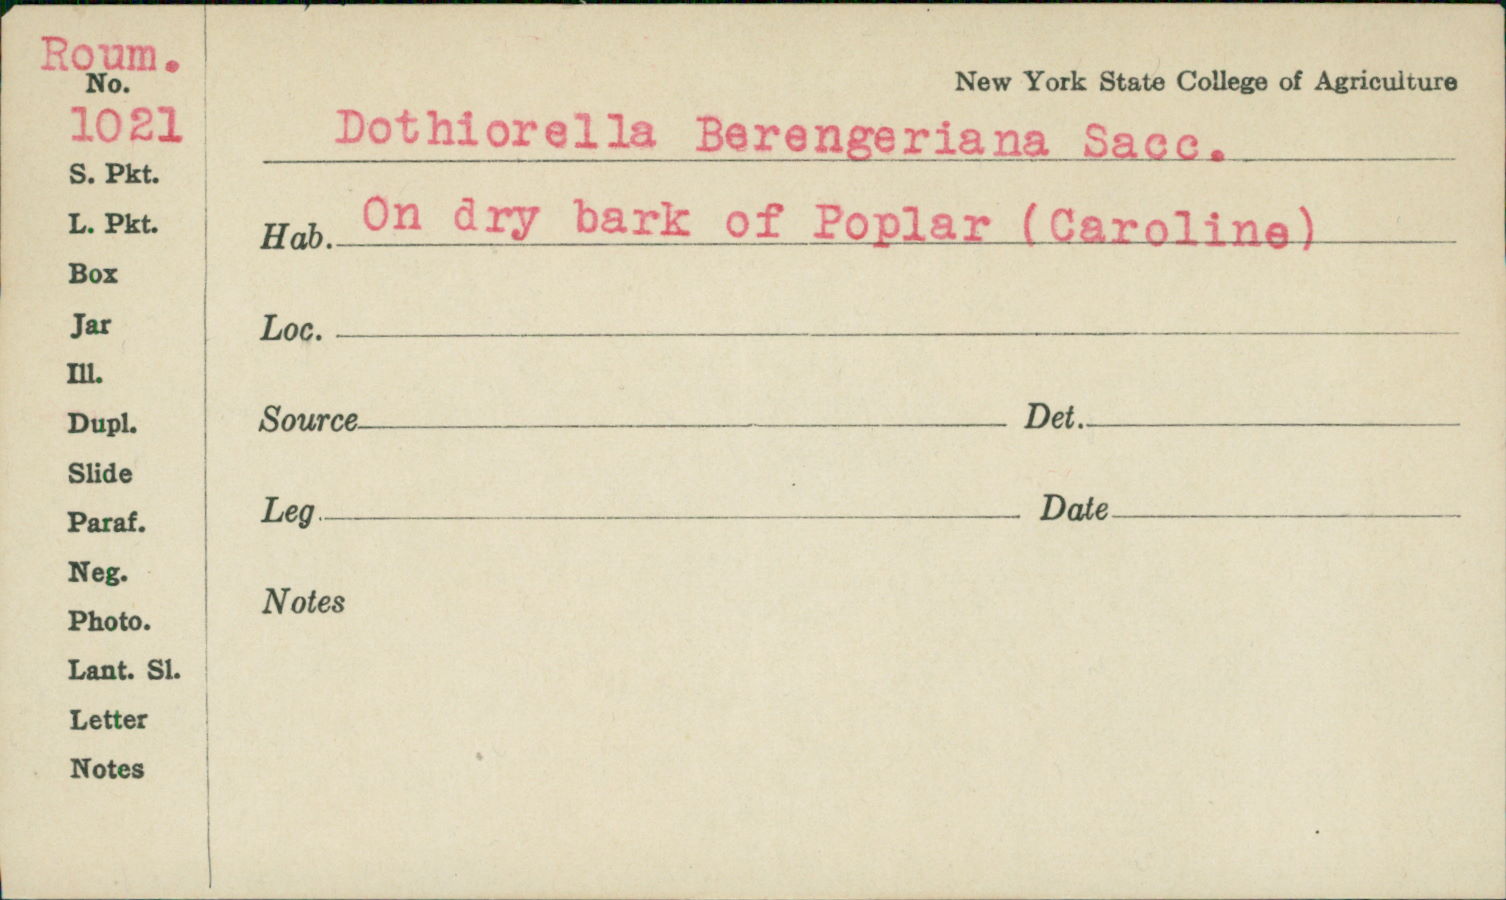 Roum.
No.
1021
S. Pkt.
L. Pkt.
Box
Jar
Ill.
Dupl.
Slide
Paraf.
Neg.
Photo.
Lant. Sl.
Letter
Notes
New York State College of Agriculture
Dothiorella Berengeriana Sacc.
Hab. On dry bark of Poplar (Caroline)
Loc.
Source Det.
Leg Date
Notes